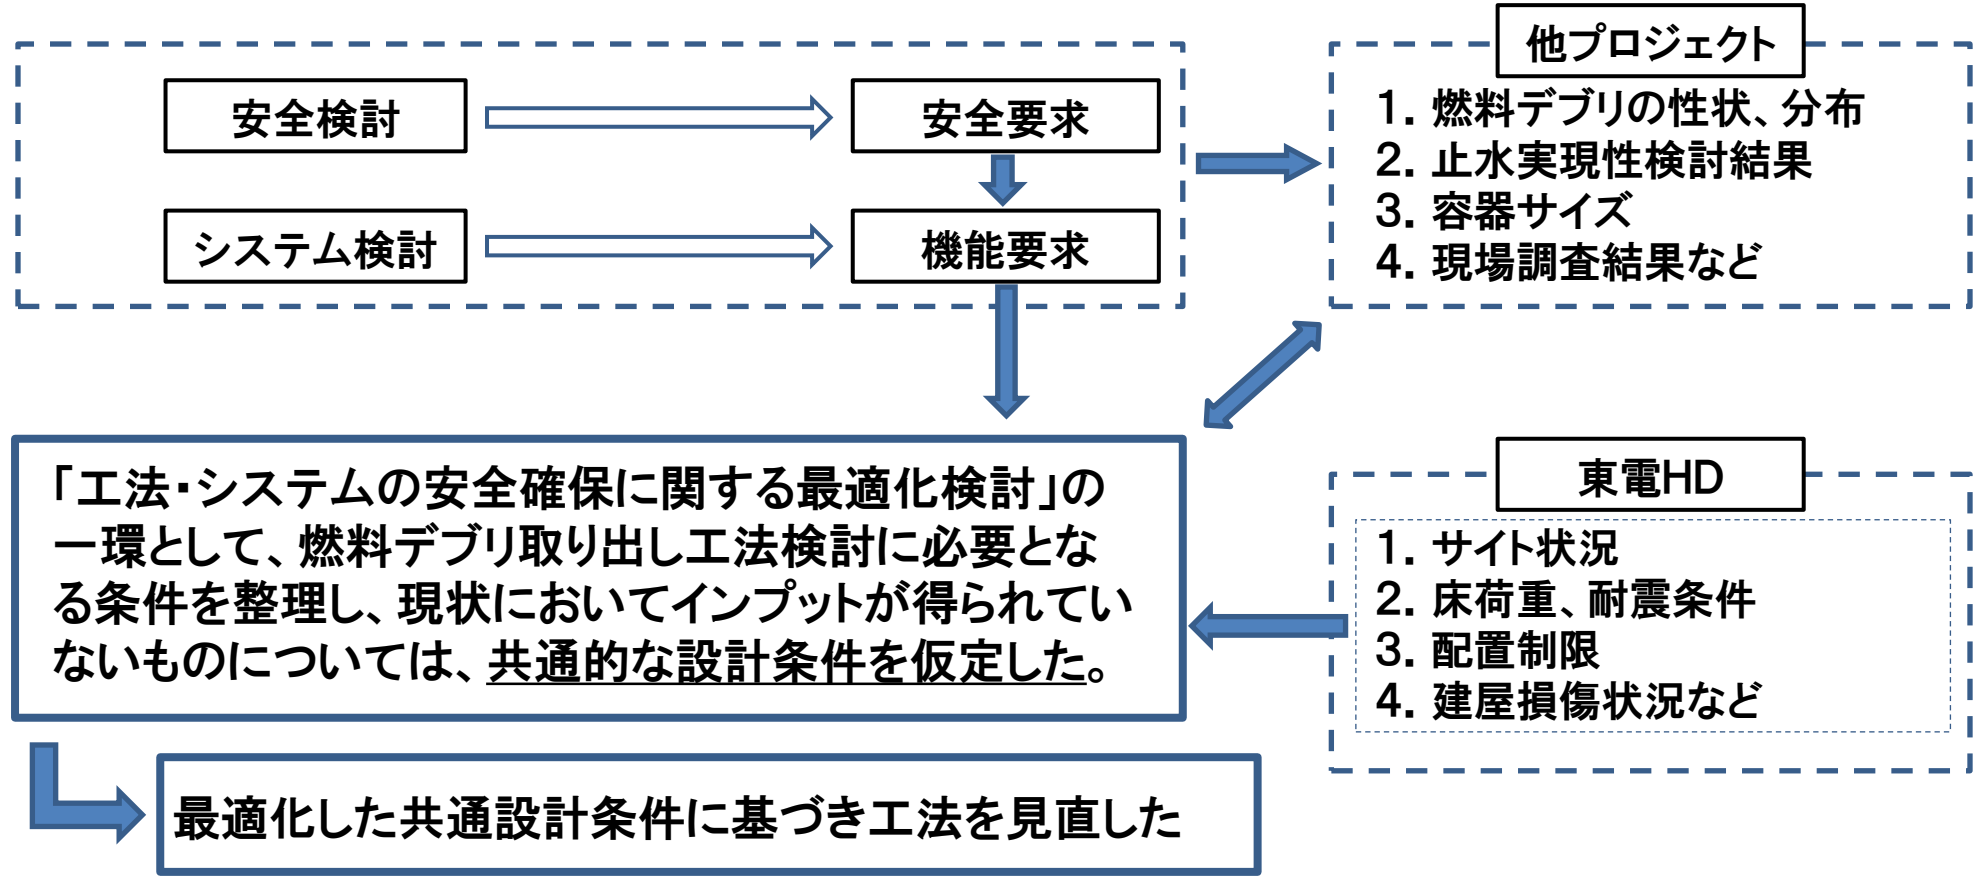 安全検討
安全要求
システム検討
機能要求
他プロジェクト
1. 燃料デブリの性状、分布
2. 止水実現性検討結果
3. 容器サイズ
4. 現場調査結果など
「工法・システムの安全確保に関する最適化検討」の
一環として、燃料デブリ取り出し工法検討に必要とな
る条件を整理し、現状においてインプットが得られてい
ないものについては、共通的な設計条件を仮定した。
東電HD
1. サイト状況
2. 床荷重、耐震条件
3. 配置制限
4. 建屋損傷状況など
最適化した共通設計条件に基づき工法を見直した